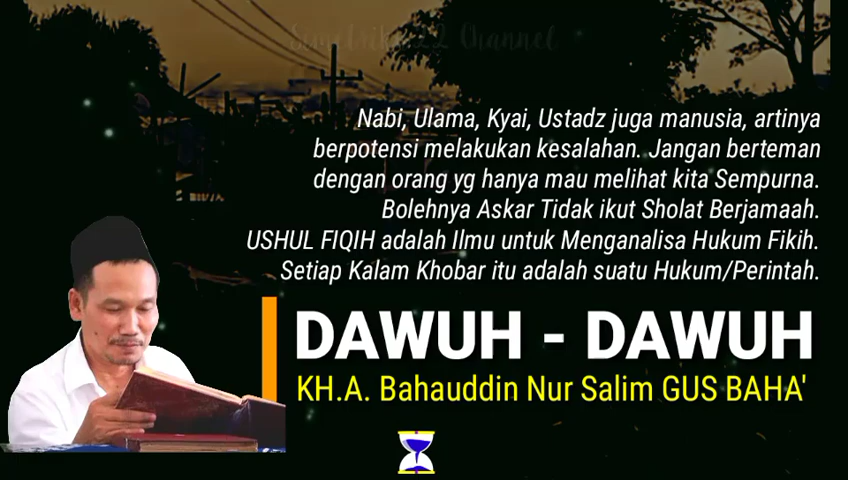 Channel
Nabi, Ulama, Kyai, Ustadz juga manusia, artinya
berpotensi melakukan kesalahan. Jangan berteman
dengan orang yg hanya mau melihat kita Sempurna.
Bolehnya Askar Tidak ikut Sholat Berjamaah.
USHUL FIQIH adalah Ilmu untuk Menganalisa Hukum Fikih.
Setiap Kalam Khobar itu adalah suatu Hukum/Perintah.
DAWUH - DAWUH
KH.A. Bahauddin Nur Salim GUS BAHA'